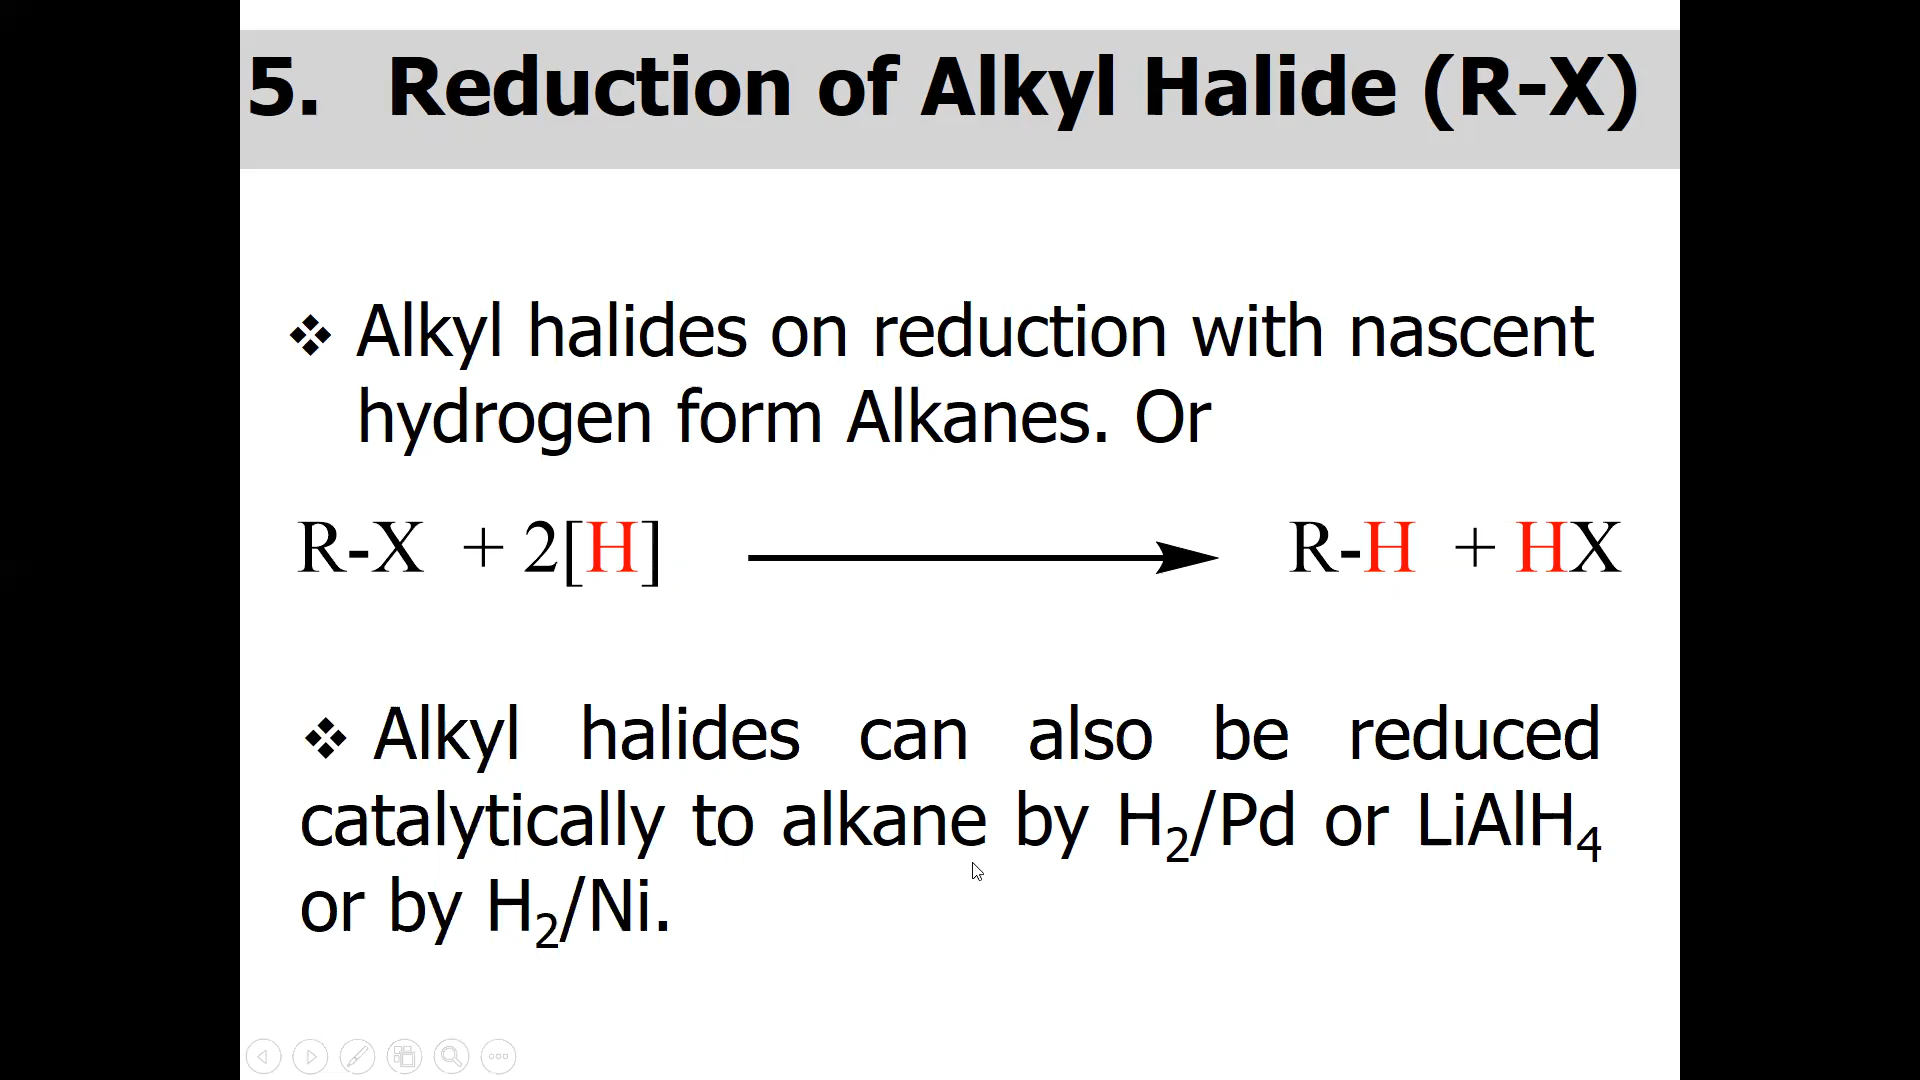 5. Reduction of Alkyl Halide (R-X)
❖ Alkyl halides on reduction with nascent
hydrogen form Alkanes. Or
R-X + 2[H] ⟶ R-H + HX
❖ Alkyl halides can also be reduced
catalytically to alkane by H₂/Pd or LiAlH₄
or by H₂/Ni.